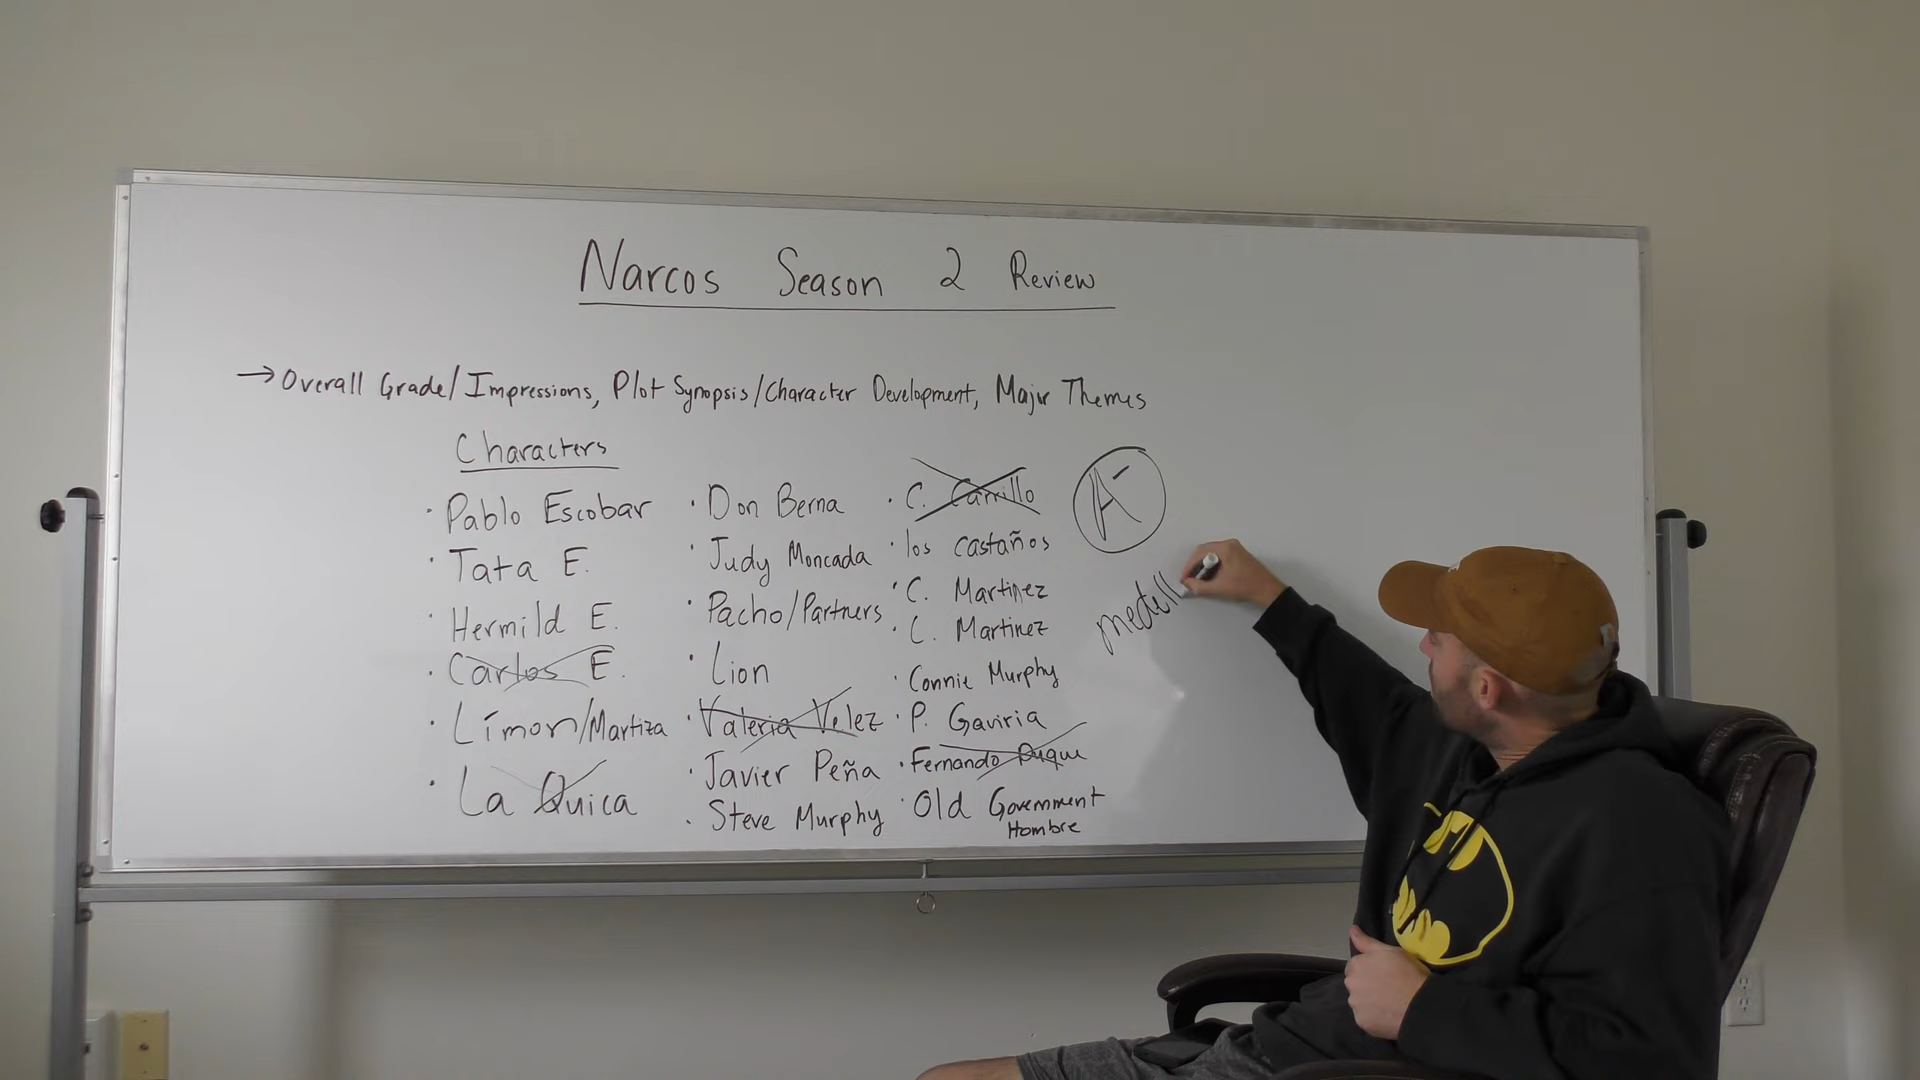 Narcos Season 2 Review
→ Overall Grade/Impressions, Plot Synopsis/Character Development, Major Themes
Characters
· Pablo Escobar
· Tata E.
· Hermild E.
· Carlos E.
· Límon/Martiza
· La Quica
· Don Berna
· Judy Moncada
· Pacho/Partners
· Lion
· Valeria Velez
· Javier Peña
· Steve Murphy
· C. Carrillo
· los castaños
· C. Martinez
· C. Martinez
· Connie Murphy
· P. Gaviria
· Fernando Duque
· Old Government
Hombre
A-
medell